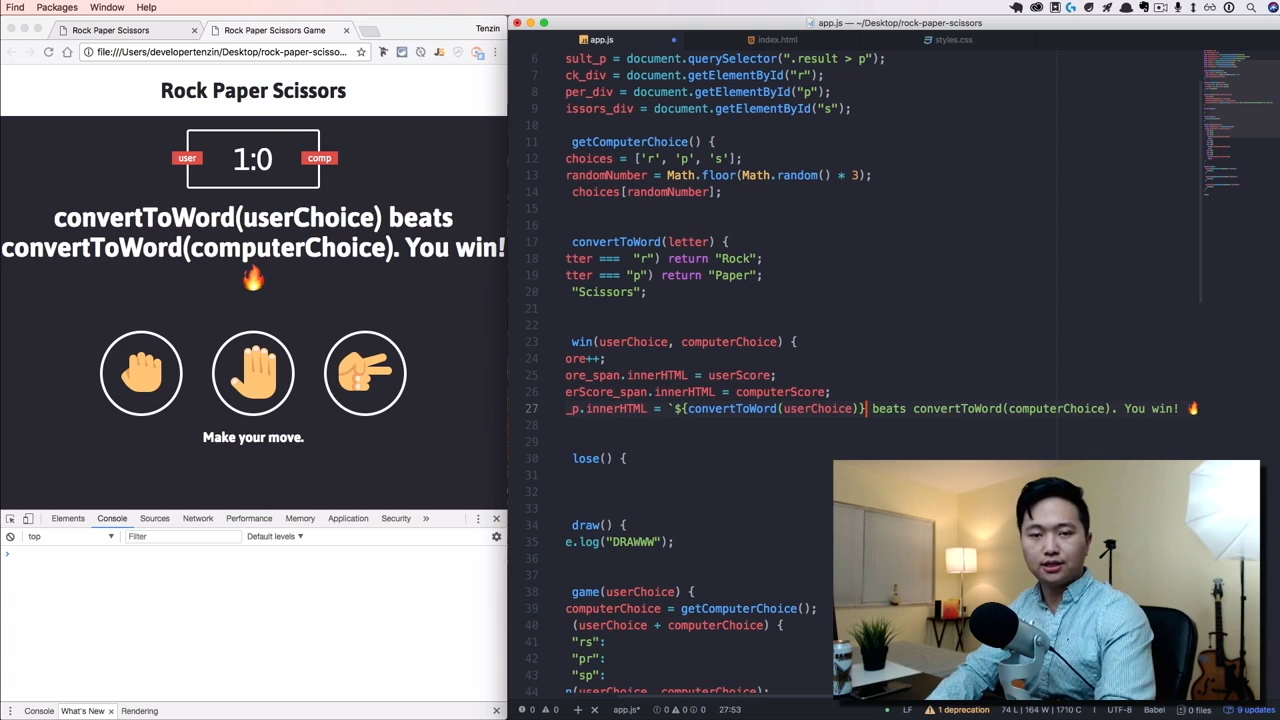 Find Packages Window Help
Rock Paper Scissors
Rock Paper Scissors Game
Tenzin
file:///Users/developertenzin/Desktop/rock-paper-scisso...
Rock Paper Scissors
user
1:0
comp
convertToWord(userChoice) beats
convertToWord(computerChoice). You win!
🔥
Make your move.
Elements Console Sources Network Performance Memory Application Security »
top
Filter
Default levels
Console What's New Rendering
app.js — ~/Desktop/rock-paper-scissors
app.js
index.html
styles.css
6 sult_p = document.querySelector(".result > p");
7 ck_div = document.getElementById("r");
8 per_div = document.getElementById("p");
9 issors_div = document.getElementById("s");
10
11 getComputerChoice() {
12 choices = ['r', 'p', 's'];
13 randomNumber = Math.floor(Math.random() * 3);
14 choices[randomNumber];
15
16
17 convertToWord(letter) {
18 tter === "r") return "Rock";
19 tter === "p") return "Paper";
20 "Scissors";
21
22
23 win(userChoice, computerChoice) {
24 ore++;
25 ore_span.innerHTML = userScore;
26 erScore_span.innerHTML = computerScore;
27 _p.innerHTML = `${convertToWord(userChoice)} beats convertToWord(computerChoice). You win! 🔥
28
29
30 lose() {
31
32
33
34 draw() {
35 e.log("DRAWWW");
36
37
38 game(userChoice) {
39 computerChoice = getComputerChoice();
40 (userChoice + computerChoice) {
41 "rs":
42 "pr":
43 "sp":
44 n(userChoice, computerChoice);
0 0 + × app.js* 0 0 0 27:53 LF 1 deprecation 74 L | 164 W | 1710 C UTF-8 Babel 0 files 9 updates